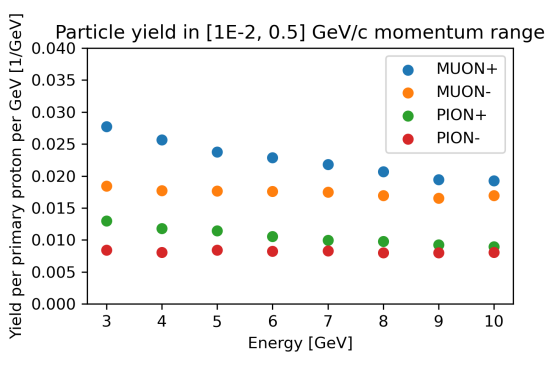 Particle yield in [1E-2, 0.5] GeV/c momentum range
Yield per primary proton per GeV [1/GeV]
0.040
0.035
0.030
0.025
0.020
0.015
0.010
0.005
0.000
MUON+
MUON-
PION+
PION-
3 4 5 6 7 8 9 10
Energy [GeV]